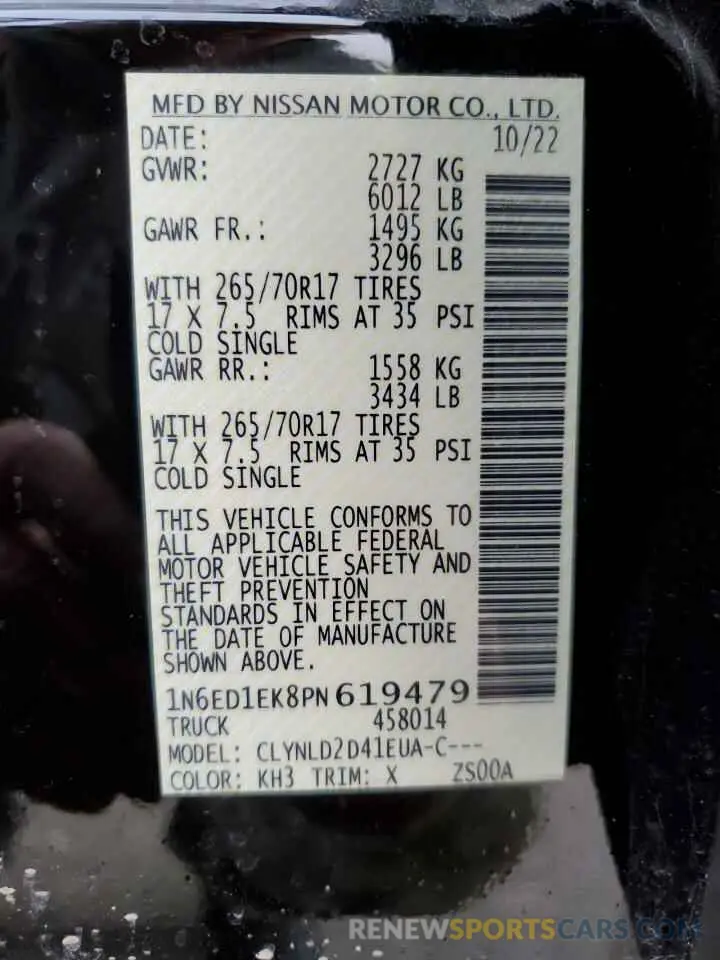 MFD BY NISSAN MOTOR CO., LTD.
DATE: 10/22
GVWR: 2727 KG
6012 LB
GAWR FR.: 1495 KG
3296 LB
WITH 265/70R17 TIRES
17 X 7.5 RIMS AT 35 PSI
COLD SINGLE
GAWR RR.: 1558 KG
3434 LB
WITH 265/70R17 TIRES
17 X 7.5 RIMS AT 35 PSI
COLD SINGLE
THIS VEHICLE CONFORMS TO
ALL APPLICABLE FEDERAL
MOTOR VEHICLE SAFETY AND
THEFT PREVENTION
STANDARDS IN EFFECT ON
THE DATE OF MANUFACTURE
SHOWN ABOVE.
1N6ED1EK8PN619479
TRUCK 458014
MODEL: CLYNLD2D41EUA-C---
COLOR: KH3 TRIM: X ZS00A
RENEWSPORTSCARS.COM